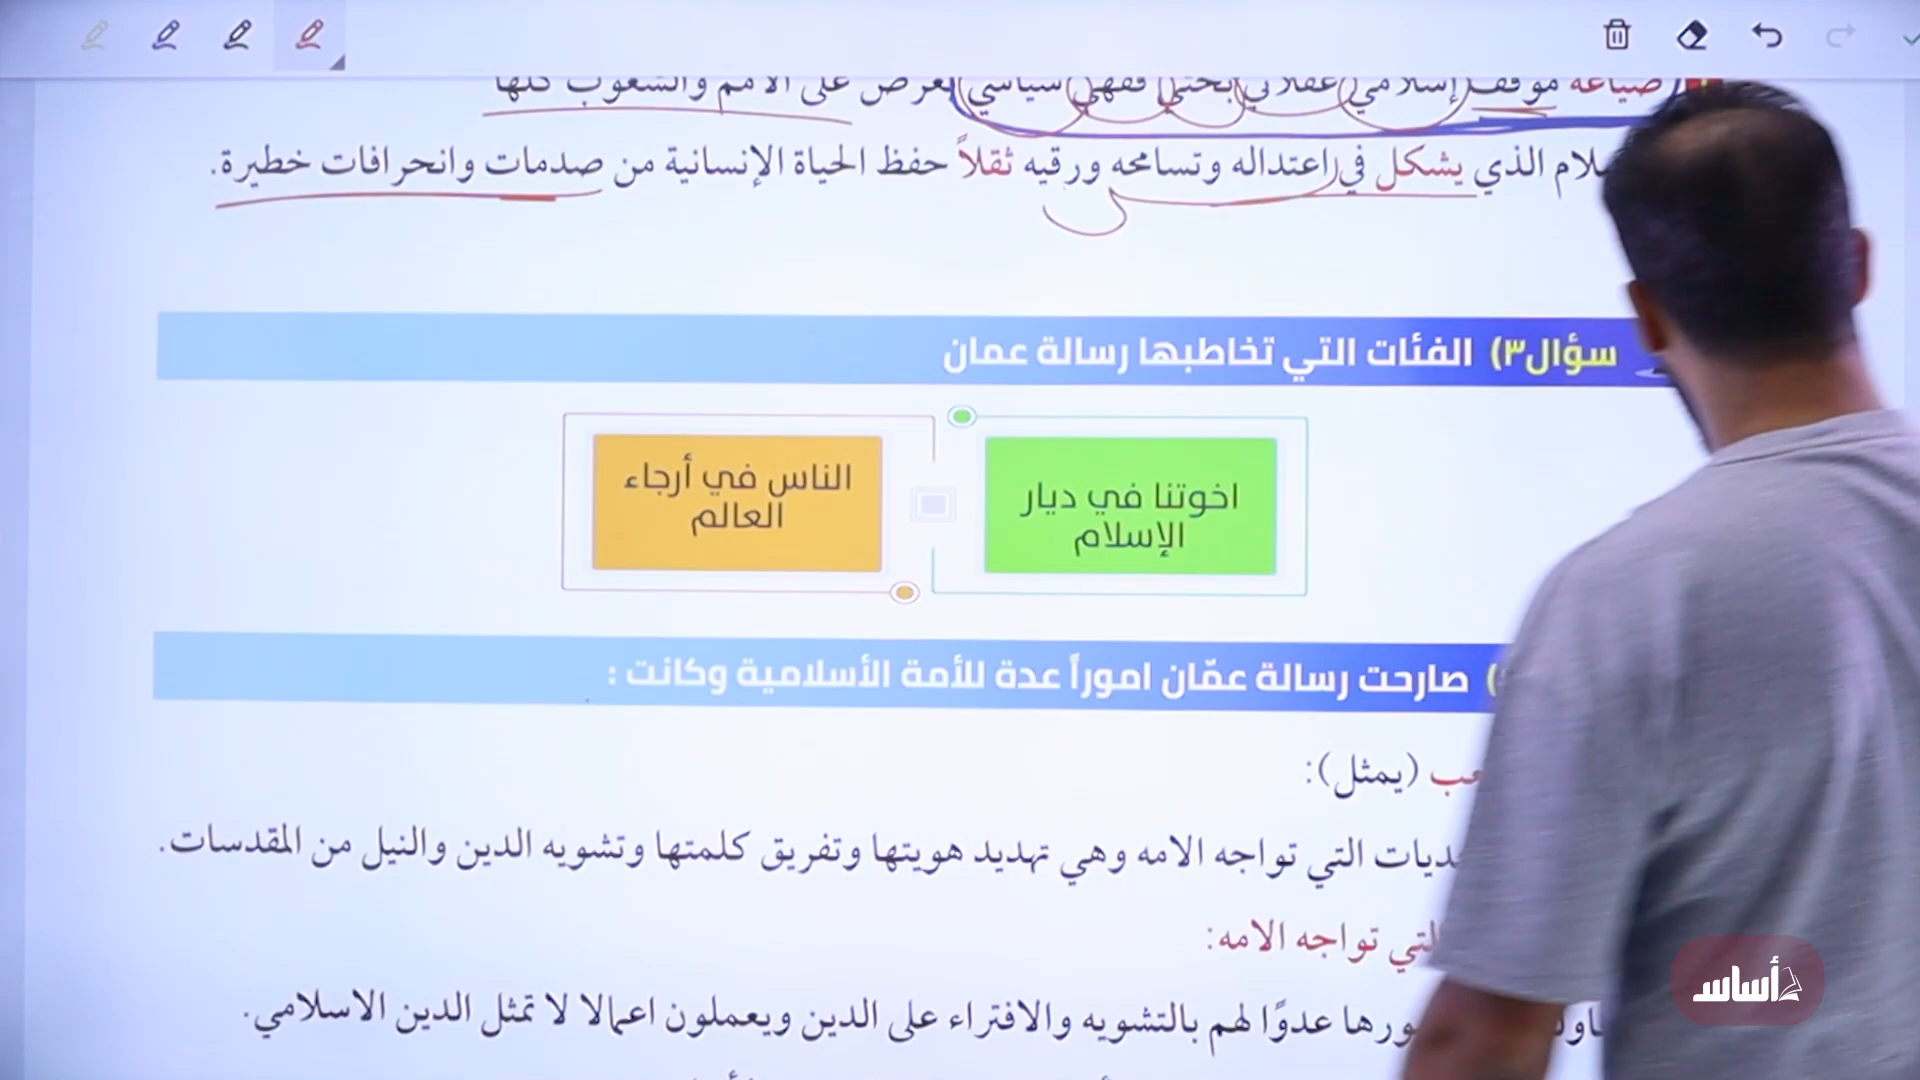 صياغة موقف إسلامي عقلاني بحثي فقهي سياسي يعرض على الأمم والشعوب كلها
الذي يشكل في اعتداله وتسامحه ورقيه ثقلاً حفظ الحياة الإنسانية من صدمات وانحرافات خطيرة.
سؤال٣) الفئات التي تخاطبها رسالة عمان
اخوتنا في ديار
الإسلام
الناس في أرجاء
العالم
صارحت رسالة عمّان اموراً عدة للأمة الأسلامية وكانت :
(يمثل):
التي تواجه الامه وهي تهديد هويتها وتفريق كلمتها وتشويه الدين والنيل من المقدسات.
التي تواجه الامه:
عدوًا لهم بالتشويه والافتراء على الدين ويعملون اعمالا لا تمثل الدين الاسلامي.
أساس